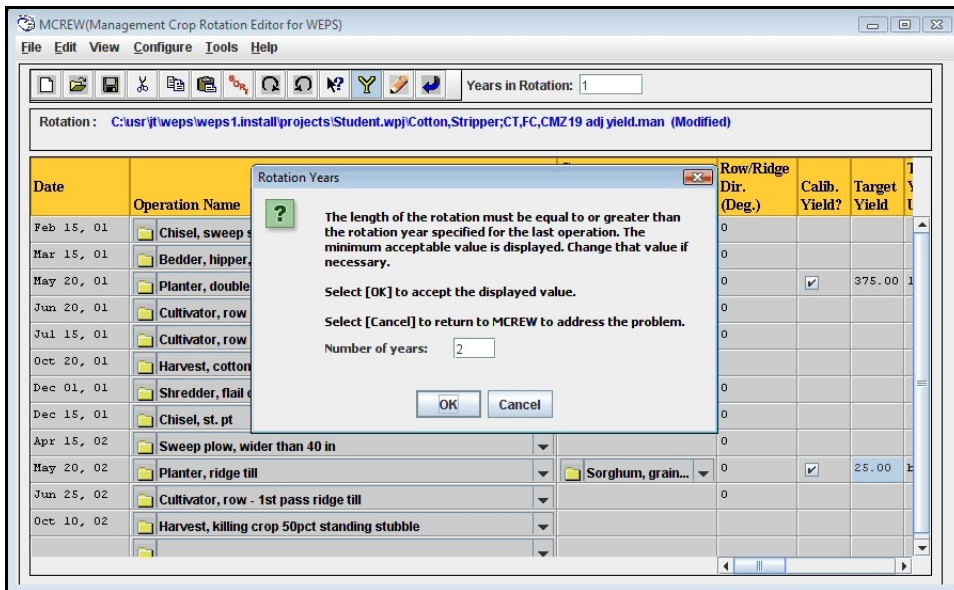 MCREW(Management Crop Rotation Editor for WEPS)
File Edit View Configure Tools Help
Years in Rotation: 1
Rotation : C:\usr\jt\weps\weps1.install\projects\Student.wpj\Cotton,Stripper;CT,FC,CMZ19 adj yield.man (Modified)
Date Operation Name Row/Ridge Dir. (Deg.) Calib. Yield? Target Yield
Feb 15, 01 Chisel, sweep s 0
Mar 15, 01 Bedder, hipper, 0
May 20, 01 Planter, double 0 375.00 1
Jun 20, 01 Cultivator, row 0
Jul 15, 01 Cultivator, row 0
Oct 20, 01 Harvest, cotton
Dec 01, 01 Shredder, flail 0
Dec 15, 01 Chisel, st. pt 0
Apr 15, 02 Sweep plow, wider than 40 in 0
May 20, 02 Planter, ridge till Sorghum, grain... 0 25.00
Jun 25, 02 Cultivator, row - 1st pass ridge till 0
Oct 10, 02 Harvest, killing crop 50pct standing stubble
Rotation Years
The length of the rotation must be equal to or greater than
the rotation year specified for the last operation. The
minimum acceptable value is displayed. Change that value if
necessary.
Select [OK] to accept the displayed value.
Select [Cancel] to return to MCREW to address the problem.
Number of years: 2
OK Cancel